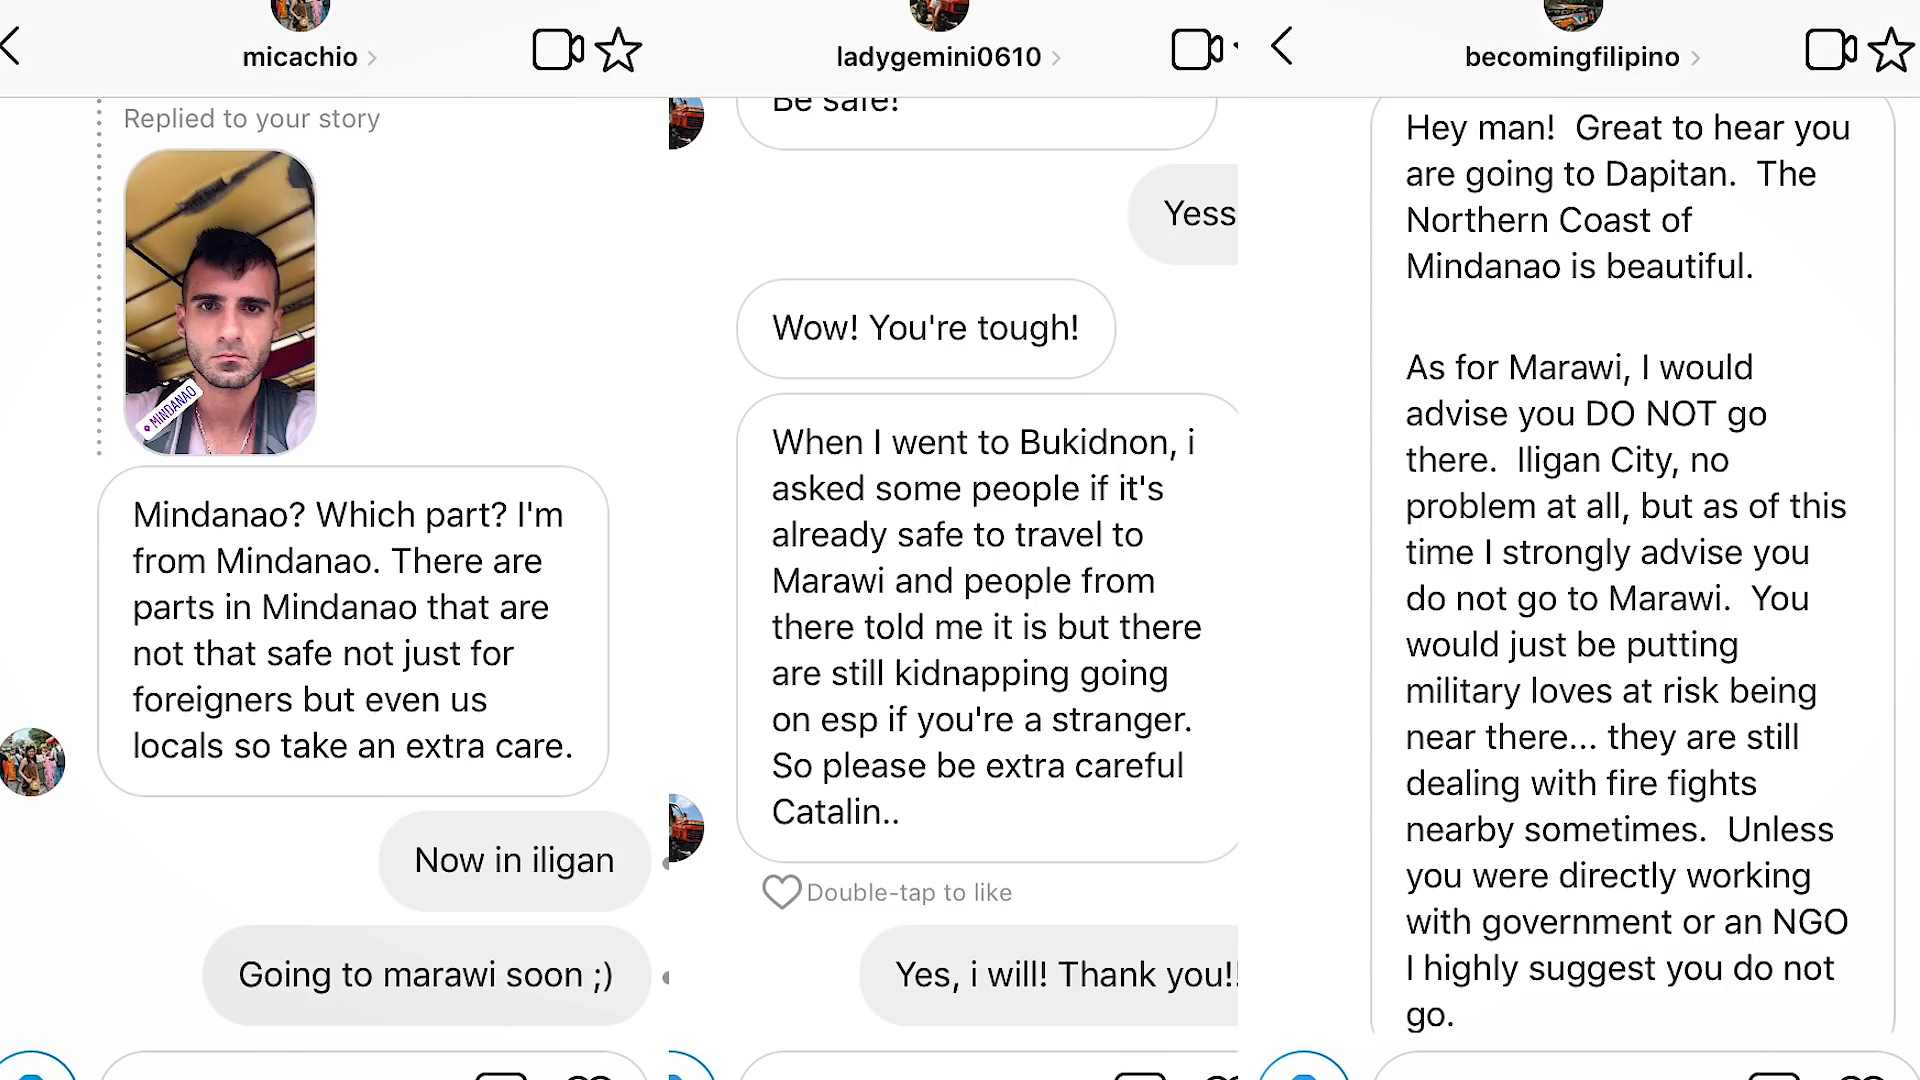 micachio
Replied to your story
MINDANAO
Mindanao? Which part? I'm
from Mindanao. There are
parts in Mindanao that are
not that safe not just for
foreigners but even us
locals so take an extra care.
Now in iligan
Going to marawi soon ;)
ladygemini0610
Be safe!
Yess
Wow! You're tough!
When I went to Bukidnon, i
asked some people if it's
already safe to travel to
Marawi and people from
there told me it is but there
are still kidnapping going
on esp if you're a stranger.
So please be extra careful
Catalin..
Double-tap to like
Yes, i will! Thank you!!
becomingfilipino
Hey man! Great to hear you
are going to Dapitan. The
Northern Coast of
Mindanao is beautiful.
As for Marawi, I would
advise you DO NOT go
there. Iligan City, no
problem at all, but as of this
time I strongly advise you
do not go to Marawi. You
would just be putting
military loves at risk being
near there... they are still
dealing with fire fights
nearby sometimes. Unless
you were directly working
with government or an NGO
I highly suggest you do not
go.